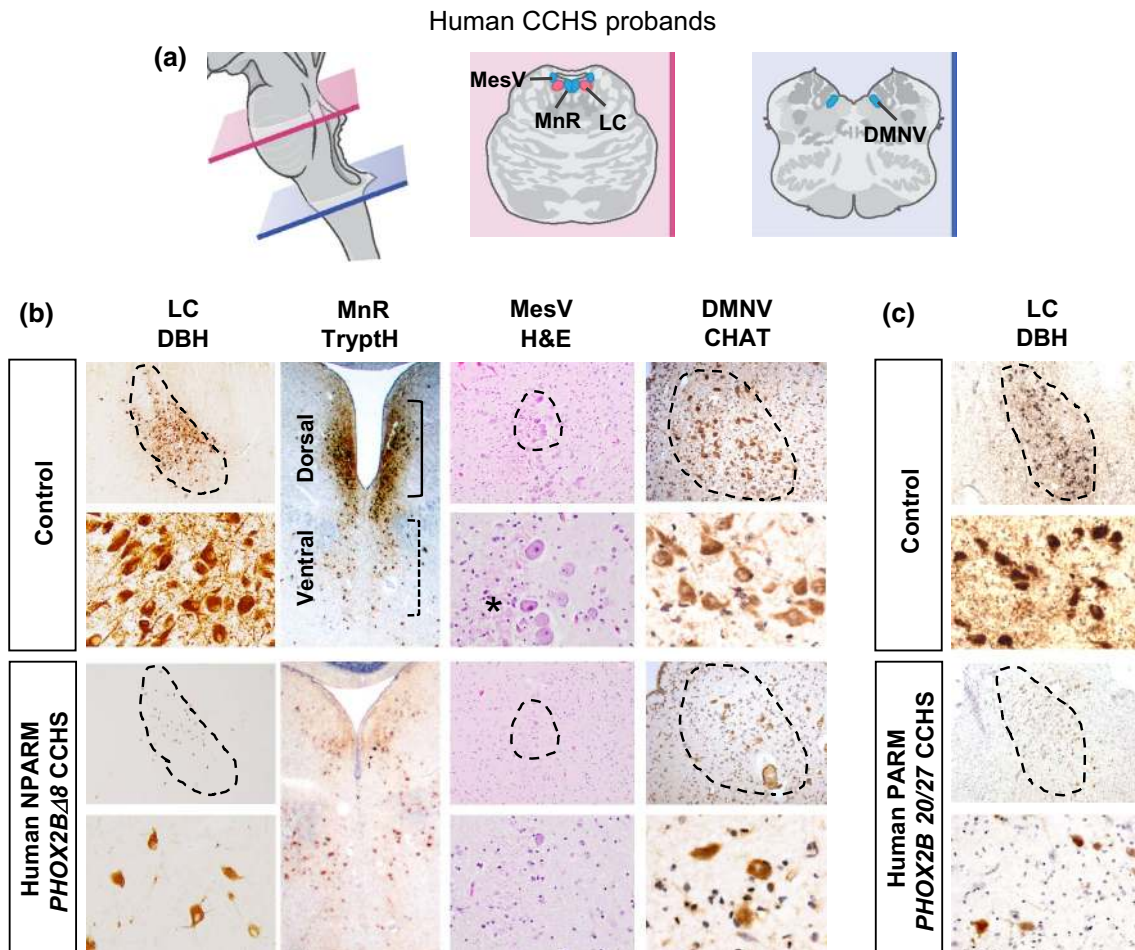 Human CCHS probands
(a)
MesV
MnR
LC
DMNV
(b)
LC
DBH
MnR
TryptH
MesV
H&E
DMNV
CHAT
(c)
LC
DBH
Control
Dorsal
Ventral
*
Control
Human NPARM
PHOX2BΔ8 CCHS
Human PARM
PHOX2B 20/27 CCHS